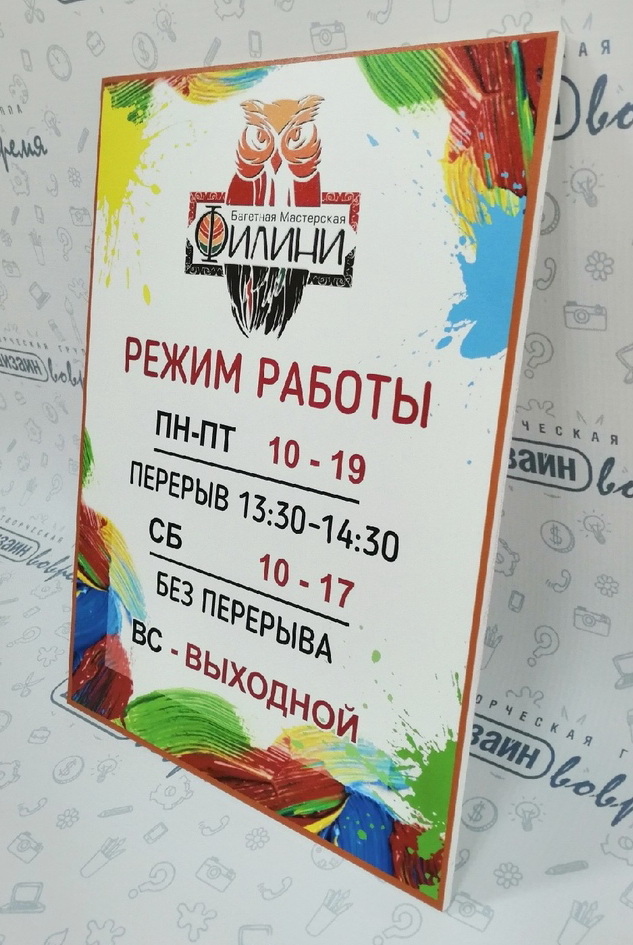 Багетная Мастерская
ФИЛИНИ
РЕЖИМ РАБОТЫ
ПН-ПТ 10 - 19
ПЕРЕРЫВ 13:30-14:30
СБ 10 - 17
БЕЗ ПЕРЕРЫВА
ВС - ВЫХОДНОЙ